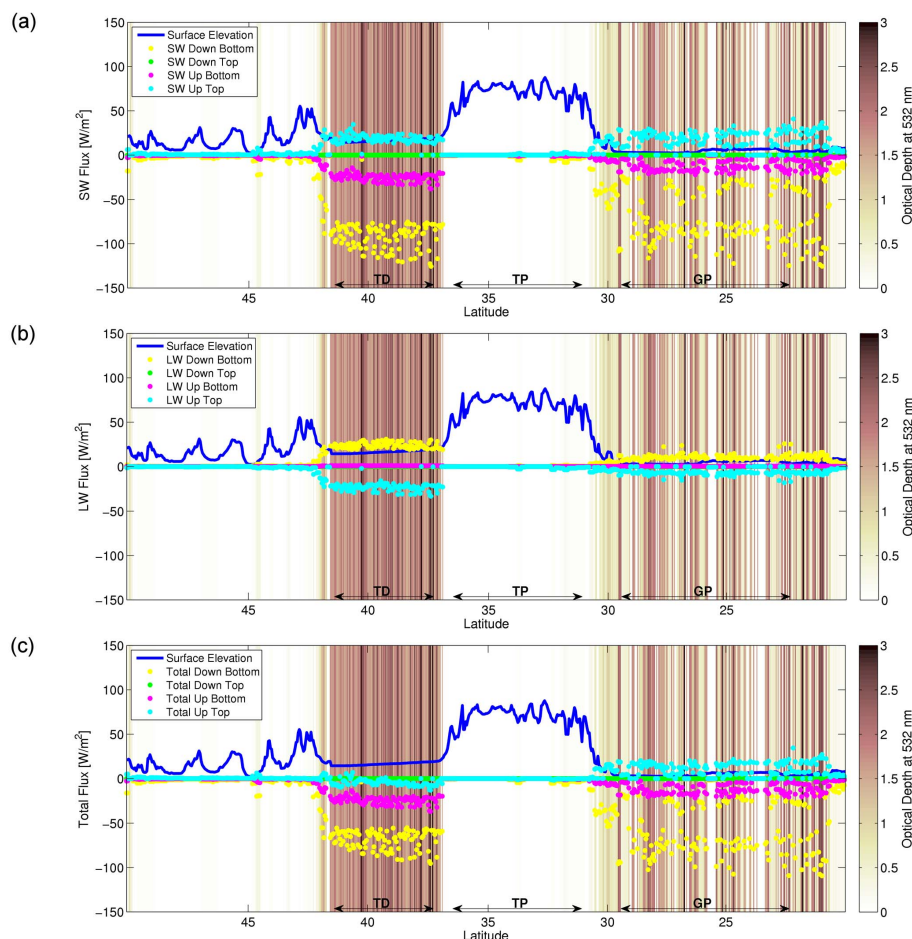 (a)
150
100
50
0
−50
−100
−150
SW Flux [W/m²]
Surface Elevation
SW Down Bottom
SW Down Top
SW Up Bottom
SW Up Top
TD
TP
GP
45
40
35
30
25
Latitude
3
2.5
2
1.5
1
0.5
0
Optical Depth at 532 nm
(b)
150
100
50
0
−50
−100
−150
LW Flux [W/m²]
Surface Elevation
LW Down Bottom
LW Down Top
LW Up Bottom
LW Up Top
TD
TP
GP
45
40
35
30
25
Latitude
3
2.5
2
1.5
1
0.5
0
Optical Depth at 532 nm
(c)
150
100
50
0
−50
−100
−150
Total Flux [W/m²]
Surface Elevation
Total Down Bottom
Total Down Top
Total Up Bottom
Total Up Top
TD
TP
GP
45
40
35
30
25
Latitude
3
2.5
2
1.5
1
0.5
0
Optical Depth at 532 nm